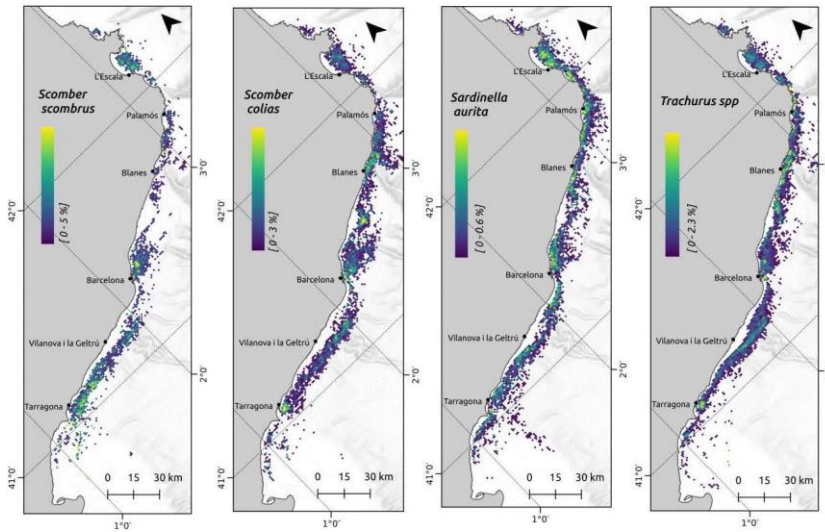 L'Escala
Scomber
scombrus
Palamós
Blanes
3°0'
42°0'
[ 0 - 5 %]
Barcelona
Vilanova i la Geltrú
2°0'
Tarragona
41°0'
0 15 30 km
1°0'
L'Escala
Scomber
colias
Palamós
Blanes
3°0'
42°0'
[ 0 - 3 %]
Barcelona
Vilanova i la Geltrú
2°0'
Tarragona
41°0'
0 15 30 km
1°0'
L'Escala
Sardinella
aurita
Palamós
Blanes
3°0'
42°0'
[ 0 - 0.6 %]
Barcelona
Vilanova i la Geltrú
2°0'
Tarragona
41°0'
0 15 30 km
1°0'
L'Escala
Trachurus spp
Palamós
Blanes
3°0'
42°0'
[ 0 - 2.3 %]
Barcelona
Vilanova i la Geltrú
2°0'
Tarragona
41°0'
0 15 30 km
1°0'